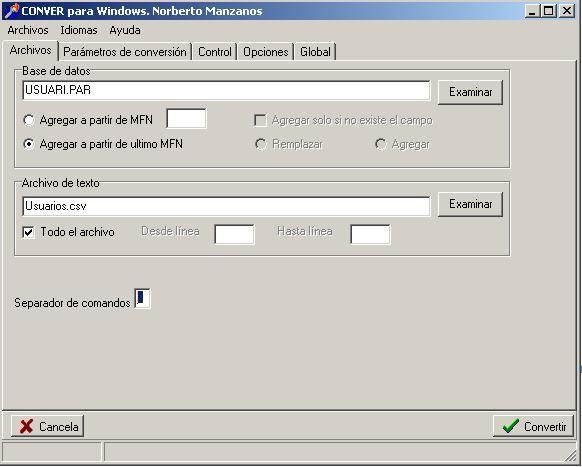 CONVER para Windows. Norberto Manzanos
Archivos Idiomas Ayuda
Archivos Parámetros de conversión Control Opciones Global
Base de datos
USUARI.PAR Examinar
Agregar a partir de MFN Agregar solo si no existe el campo
Agregar a partir de ultimo MFN Remplazar Agregar
Archivo de texto
Usuarios.csv Examinar
Todo el archivo Desde línea Hasta línea
Separador de comandos
Cancela Convertir